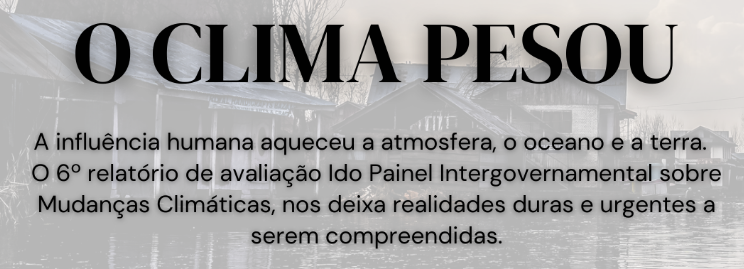 O CLIMA PESOU
A influência humana aqueceu a atmosfera, o oceano e a terra.
O 6º relatório de avaliação Ido Painel Intergovernamental sobre
Mudanças Climáticas, nos deixa realidades duras e urgentes a
serem compreendidas.